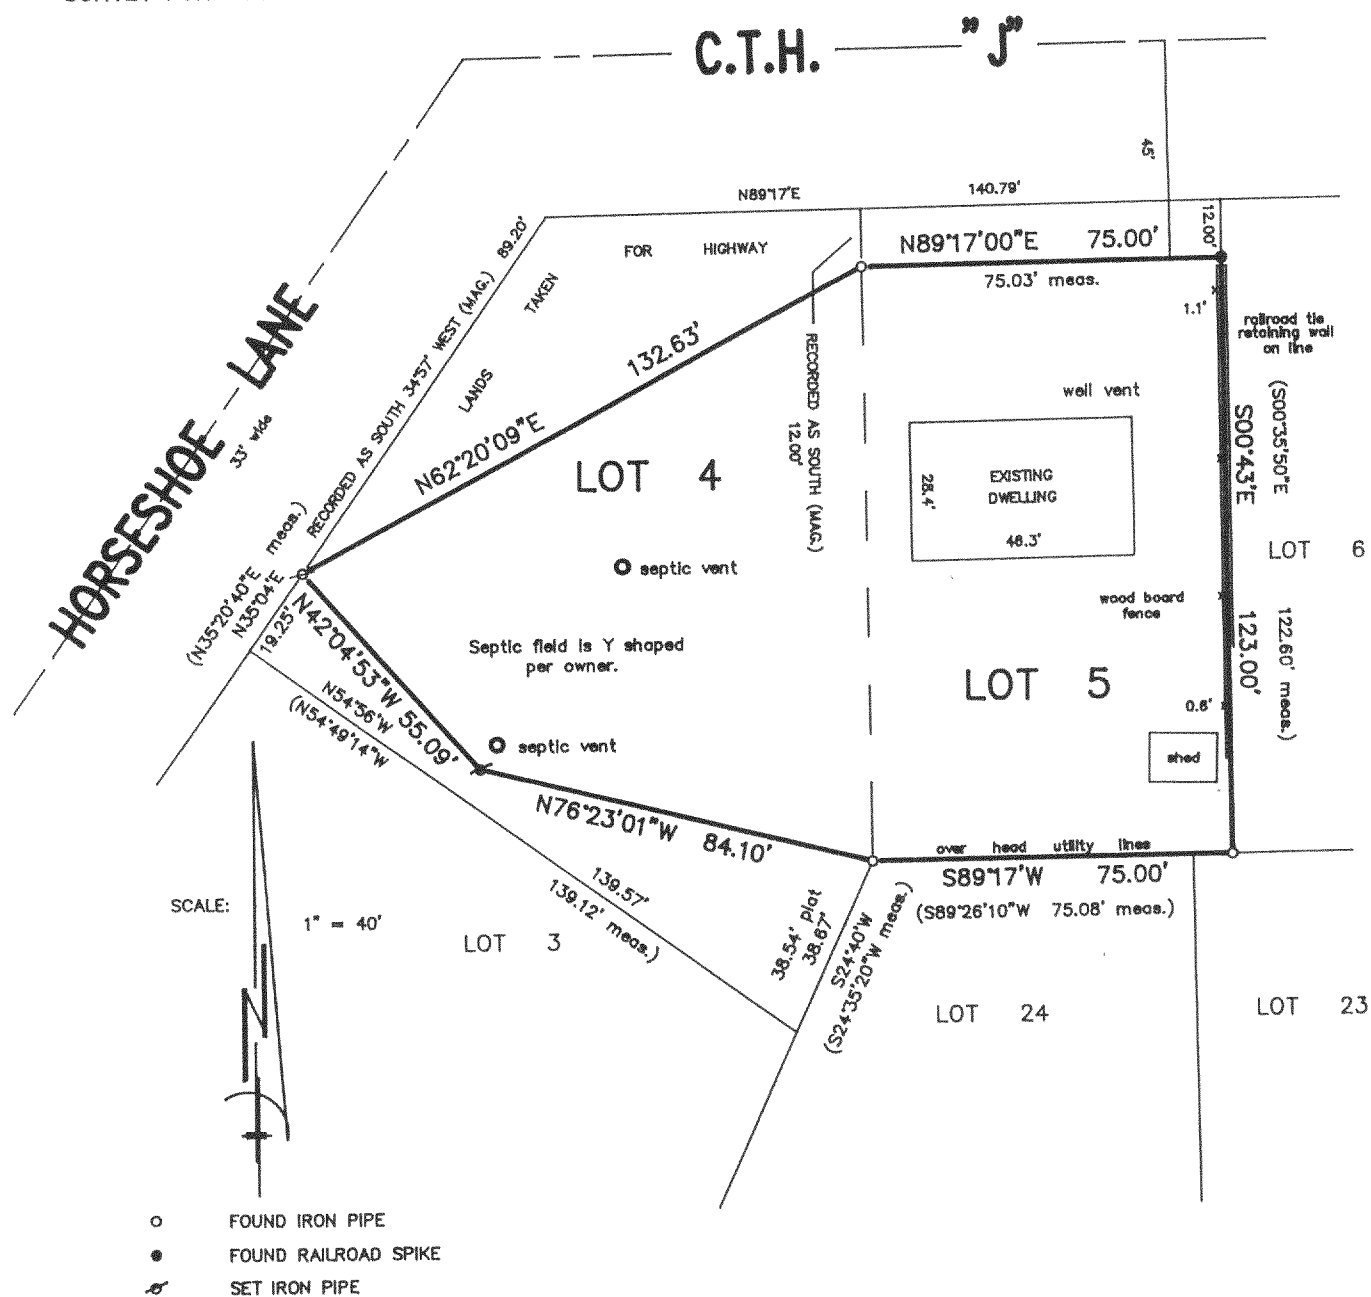 C.T.H. "J"
45'
N89°17'E 140.79'
12.00'
FOR HIGHWAY
TAKEN
LANDS
N89°17'00"E 75.00'
75.03' meas.
RECORDED AS SOUTH 34°57' WEST (MAG.) 89.20'
HORSESHOE LANE
33' wide
N62°20'09"E 132.63'
RECORDED AS SOUTH (MAG.)
12.00'
1.1'
railroad tie
retaining wall
on line
well vent
(S00°35'50"E 122.60' meas.)
S00°43'E 123.00'
LOT 4
EXISTING
DWELLING
28.4'
48.3'
LOT 6
septic vent
(N35°20'40"E meas.)
N35°04'E
19.25'
wood board
fence
Septic field is Y shaped
per owner.
LOT 5
N42°04'53"W 55.09'
N54°56'W 139.57'
(N54°49'14"W 139.12' meas.)
0.6'
septic vent
shed
N76°23'01"W 84.10'
over head utility lines
S89°17'W 75.00'
(S89°26'10"W 75.08' meas.)
38.54' plat
38.67'
S24°40'W
(S24°35'20"W meas.)
SCALE:
1" = 40'
LOT 3
LOT 24
LOT 23
N
FOUND IRON PIPE
FOUND RAILROAD SPIKE
SET IRON PIPE